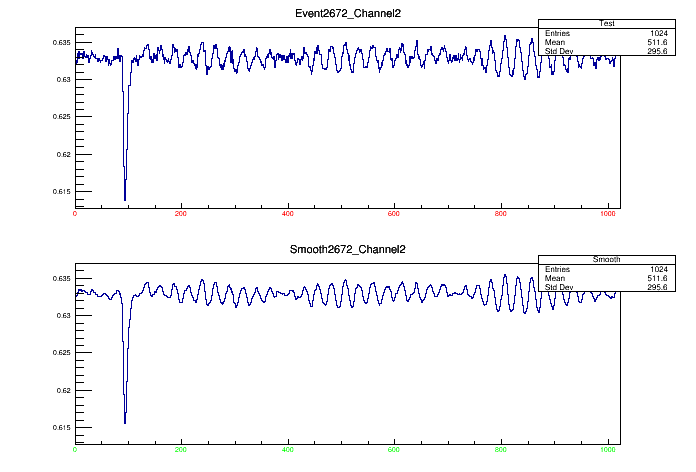 Event2672_Channel2
Test
Entries 1024
Mean 511.6
Std Dev 295.6
0.635
0.63
0.625
0.62
0.615
0 200 400 600 800 1000
Smooth2672_Channel2
Smooth
Entries 1024
Mean 511.6
Std Dev 295.6
0.635
0.63
0.625
0.62
0.615
0 200 400 600 800 1000